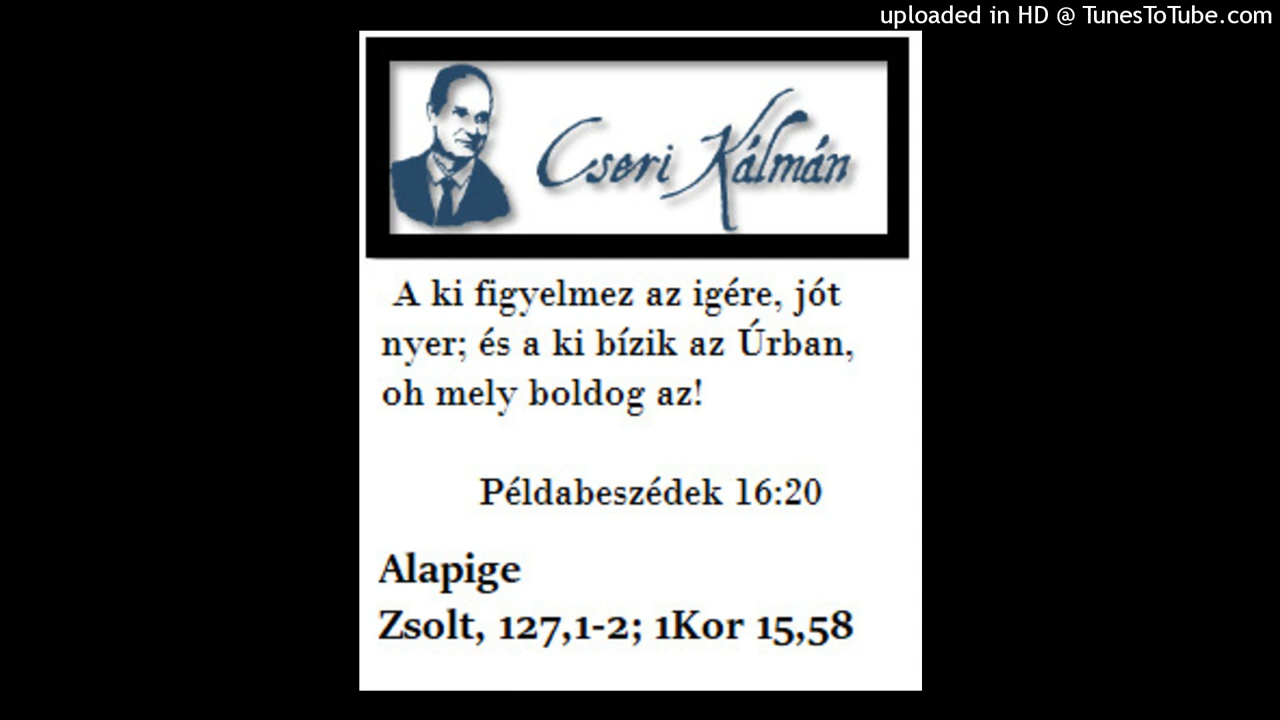 uploaded in HD @ TunesToTube.com
Cseri Kálmán
A ki figyelmez az igére, jót
nyer; és a ki bízik az Úrban,
oh mely boldog az!
Példabeszédek 16:20
Alapige
Zsolt, 127,1-2; 1Kor 15,58